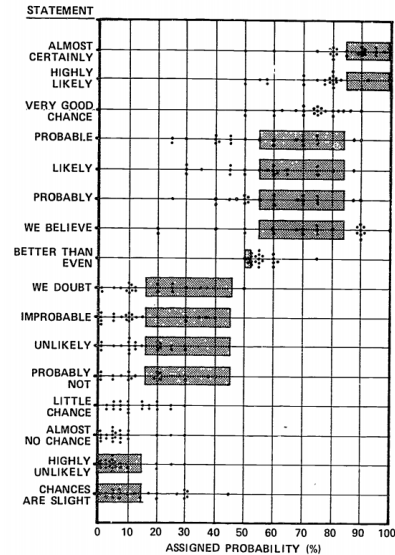 STATEMENT
ALMOST
CERTAINLY
HIGHLY
LIKELY
VERY GOOD
CHANCE
PROBABLE
LIKELY
PROBABLY
WE BELIEVE
BETTER THAN
EVEN
WE DOUBT
IMPROBABLE
UNLIKELY
PROBABLY
NOT
LITTLE
CHANCE
ALMOST
NO CHANCE
HIGHLY
UNLIKELY
CHANCES
ARE SLIGHT
0 10 20 30 40 50 60 70 80 90 100
ASSIGNED PROBABILITY (%)